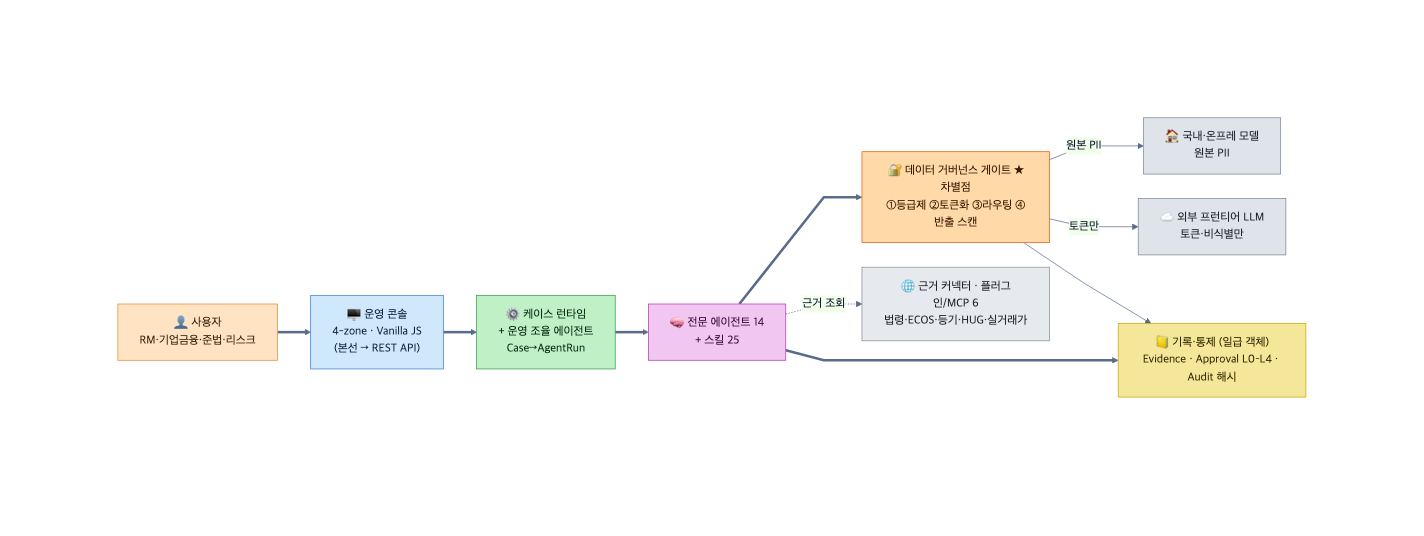 👤 사용자
RM·기업금융·준법·리스크
🖥️ 운영 콘솔
4-zone · Vanilla JS
(본선 → REST API)
⚙️ 케이스 런타임
+ 운영 조율 에이전트
Case→AgentRun
🧠 전문 에이전트 14
+ 스킬 25
🔐 데이터 거버넌스 게이트 ★
차별점
①등급제 ②토큰화 ③라우팅 ④
반출 스캔
원본 PII
🏠 국내·온프레 모델
원본 PII
토큰만
☁️ 외부 프런티어 LLM
토큰·비식별만
근거 조회
🌐 근거 커넥터 · 플러그
인/MCP 6
법령·ECOS·등기·HUG·실거래가
📒 기록·통제 (일급 객체)
Evidence · Approval L0-L4 ·
Audit 해시